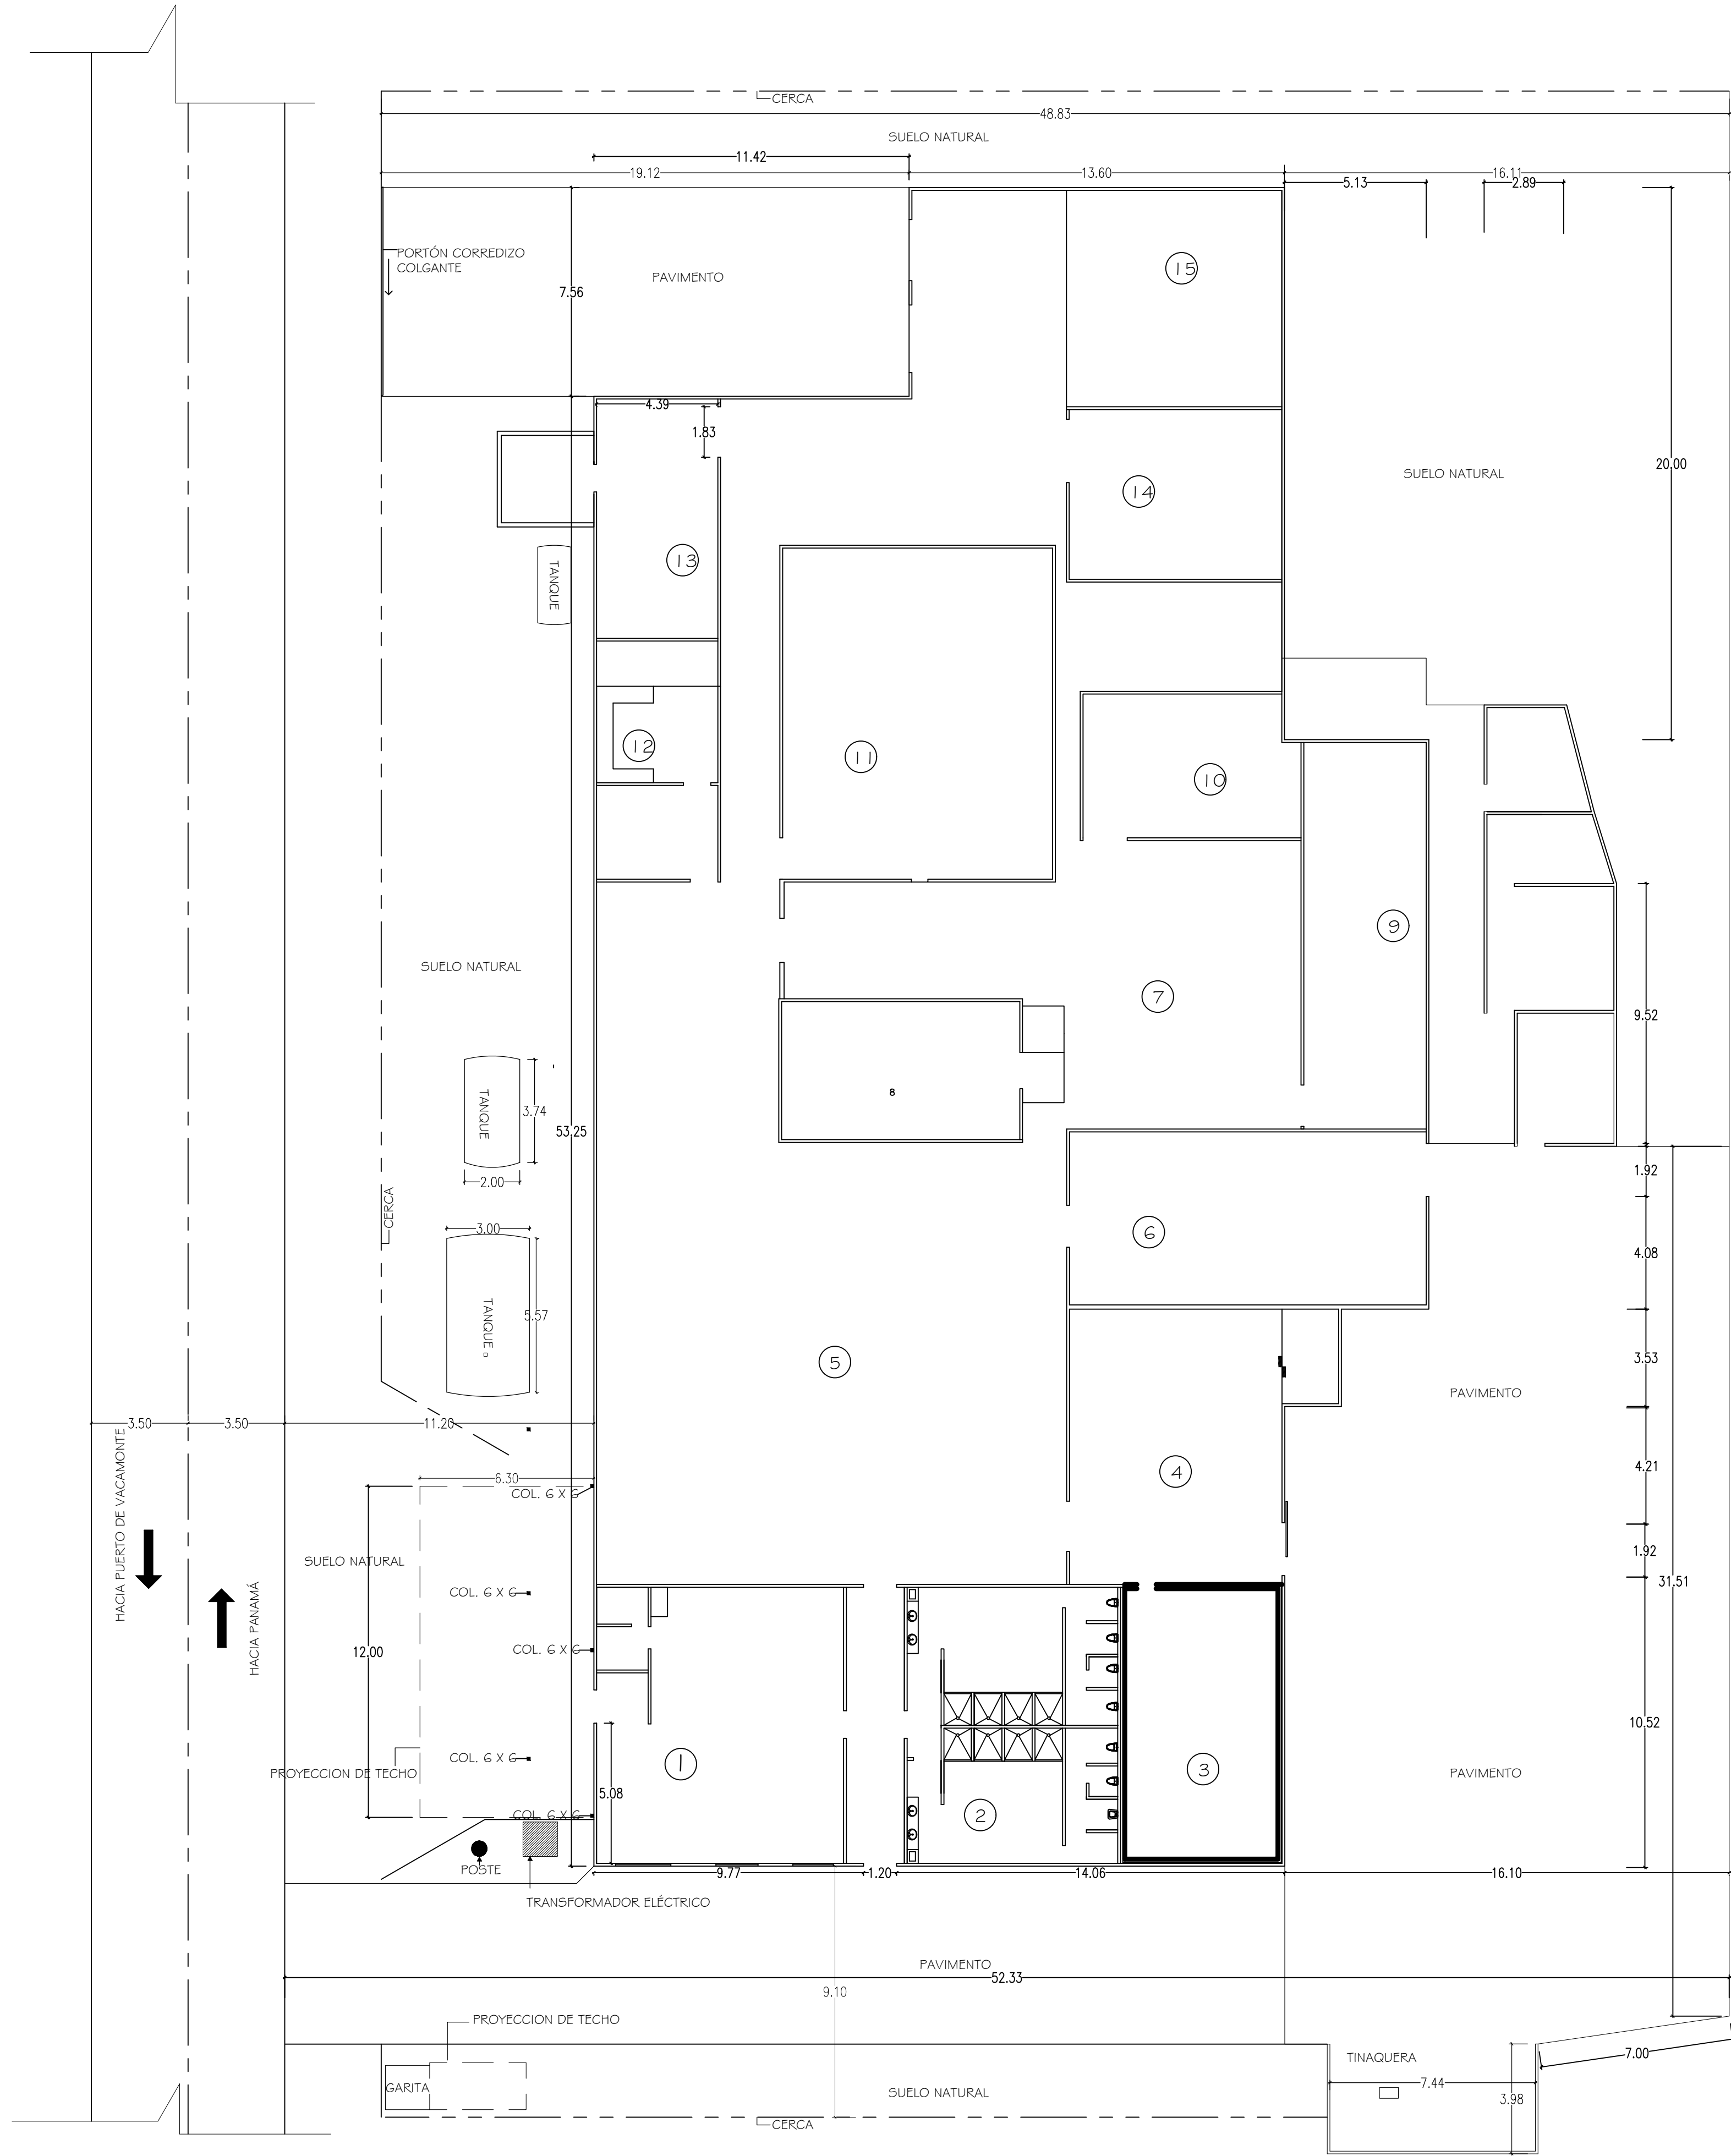 CERCA
48.83
SUELO NATURAL
11.42
19.12
13.60
16.11
5.13
2.89
PORTÓN CORREDIZO
COLGANTE
PAVIMENTO
7.56
15
4.39
1.83
SUELO NATURAL
20.00
14
13
TANQUE
12
11
10
9
SUELO NATURAL
7
9.52
8
TANQUE
3.74
53.25
2.00
1.92
CERCA
3.00
6
4.08
TANQUE
5.57
5
3.53
PAVIMENTO
3.50
3.50
11.20
HACIA PUERTO DE VACAMONTE
6.30
COL. 6 X 6
4
4.21
SUELO NATURAL
1.92
HACIA PANAMÁ
COL. 6 X 6
31.51
12.00
COL. 6 X 6
10.52
COL. 6 X 6
PROYECCION DE TECHO
1
3
PAVIMENTO
5.08
COL. 6 X 6
2
POSTE
9.77
1.20
14.06
16.10
TRANSFORMADOR ELÉCTRICO
PAVIMENTO
52.33
9.10
PROYECCION DE TECHO
TINAQUERA
7.00
GARITA
7.44
SUELO NATURAL
3.98
CERCA